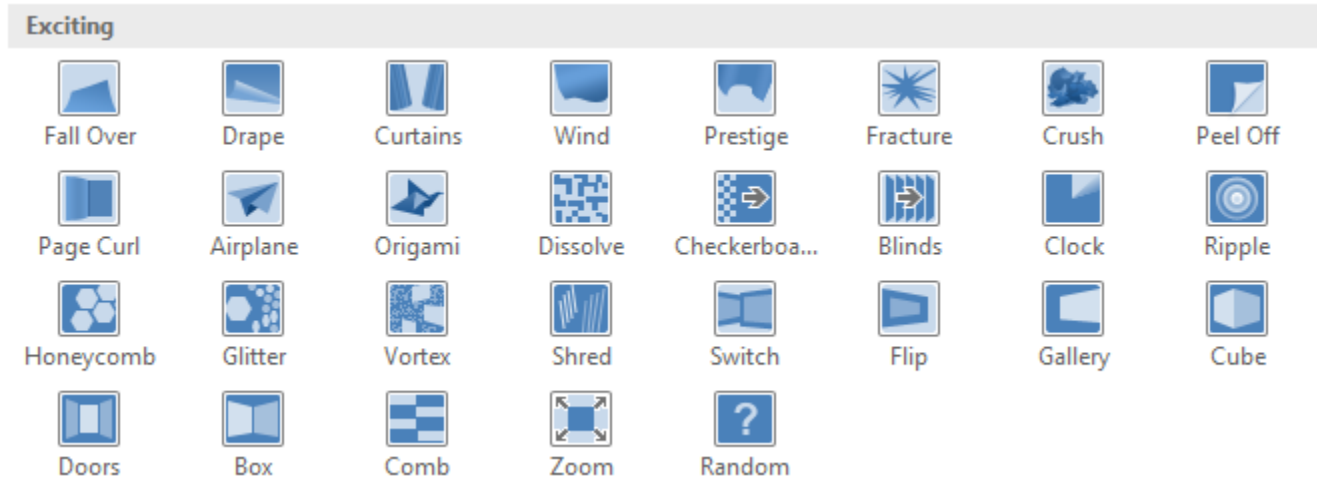 Exciting
Fall Over Drape Curtains Wind Prestige Fracture Crush Peel Off
Page Curl Airplane Origami Dissolve Checkerboa... Blinds Clock Ripple
Honeycomb Glitter Vortex Shred Switch Flip Gallery Cube
?
Doors Box Comb Zoom Random